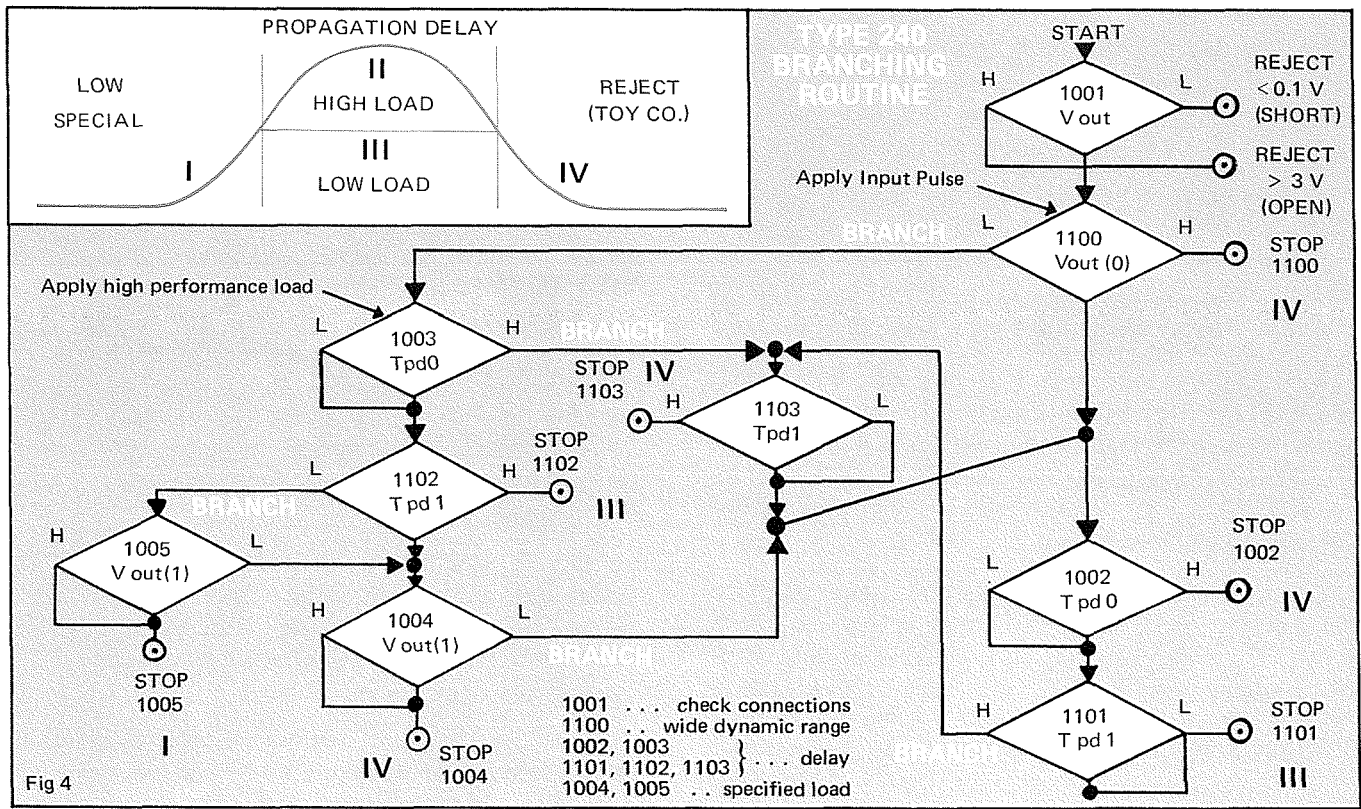 PROPAGATION DELAY
LOW
SPECIAL
II
HIGH LOAD
REJECT
(TOY CO.)
I
III
LOW LOAD
IV
TYPE 240
BRANCHING
ROUTINE
START
H
L
1001
V out
REJECT
<0.1 V
(SHORT)
REJECT
> 3 V
(OPEN)
Apply Input Pulse
BRANCH
L
H
1100
Vout (0)
STOP
1100
IV
Apply high performance load
L
H
1003
Tpd0
BRANCH
STOP
1103
IV
H
L
1103
Tpd1
L
H
1102
T pd 1
STOP
1102
III
BRANCH
H
L
1005
V out(1)
STOP
1005
I
H
L
1004
V out(1)
BRANCH
STOP
1004
IV
L
H
1002
T pd 0
STOP
1002
IV
H
L
1101
T pd 1
BRANCH
STOP
1101
III
1001 . . . check connections
1100 . . wide dynamic range
1002, 1003
1101, 1102, 1103 } . . . delay
1004, 1005 . . specified load
Fig 4